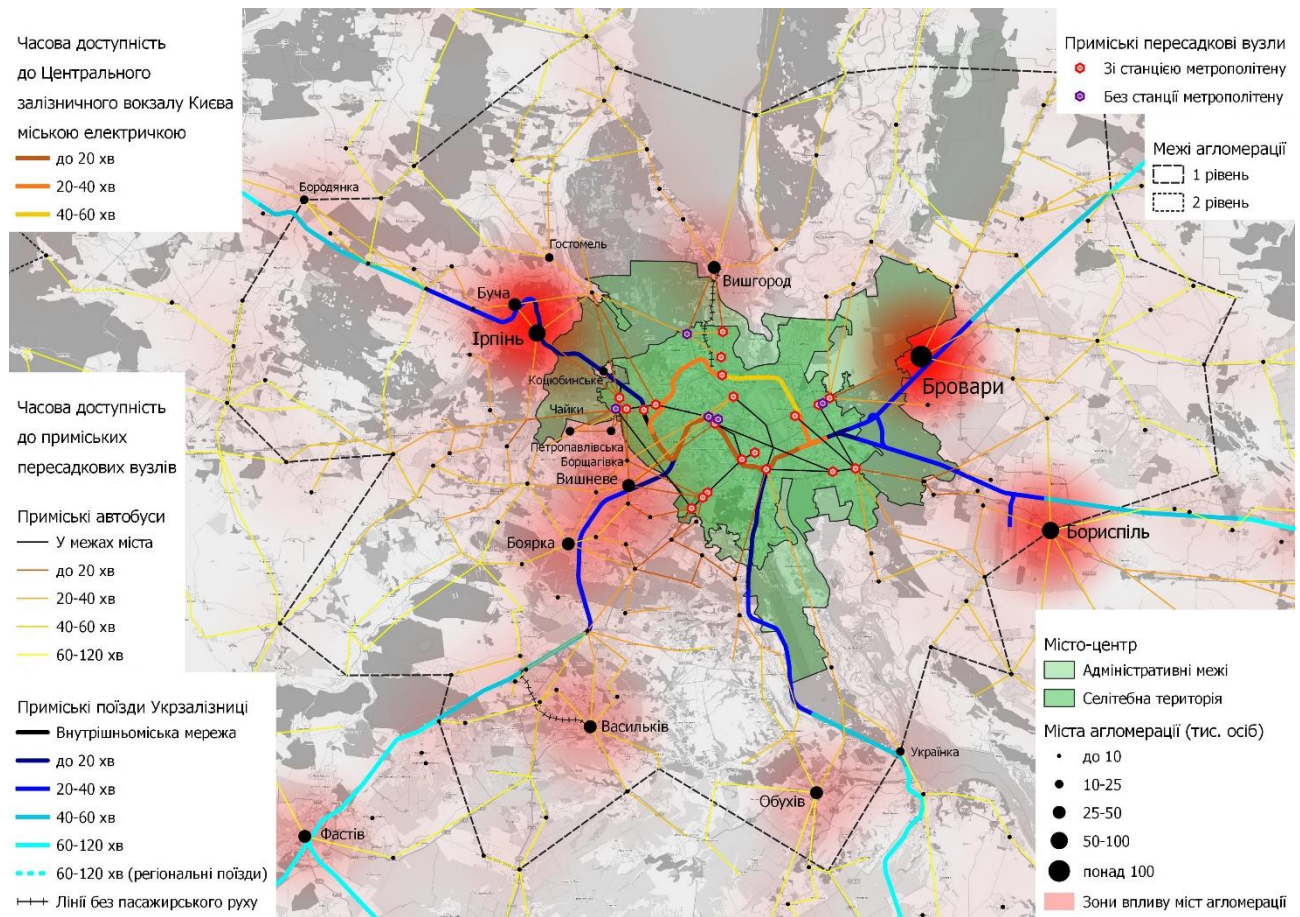 Часова доступність
до Центрального
залізничного вокзалу Києва
міською електричкою
до 20 хв
20-40 хв
40-60 хв
Часова доступність
до приміських
пересадкових вузлів
Приміські автобуси
У межах міста
до 20 хв
20-40 хв
40-60 хв
60-120 хв
Приміські поїзди Укрзалізниці
Внутрішньоміська мережа
до 20 хв
20-40 хв
40-60 хв
60-120 хв
60-120 хв (регіональні поїзди)
Лінії без пасажирського руху
Приміські пересадкові вузли
Зі станцією метрополітену
Без станції метрополітену
Межі агломерації
1 рівень
2 рівень
Бородянка
Гостомель
Буча
Ірпінь
Вишгород
Коцюбинське
Чайки
Петропавлівська
Борщагівка
Вишневе
Боярка
Бровари
Бориспіль
Васильків
Українка
Обухів
Фастів
Місто-центр
Адміністративні межі
Селітебна територія
Міста агломерації (тис. осіб)
до 10
10-25
25-50
50-100
понад 100
Зони впливу міст агломерації